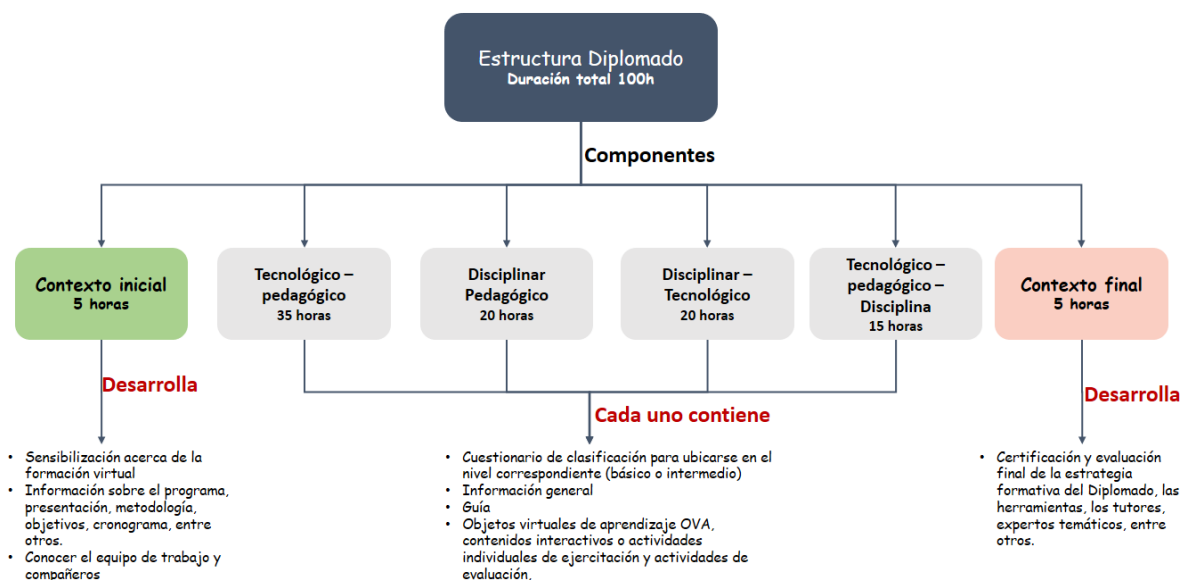 Estructura Diplomado
Duración total 100h
Componentes
Contexto inicial
5 horas
Tecnológico –
pedagógico
35 horas
Disciplinar
Pedagógico
20 horas
Disciplinar –
Tecnológico
20 horas
Tecnológico –
pedagógico –
Disciplina
15 horas
Contexto final
5 horas
Desarrolla
Cada uno contiene
Desarrolla
• Sensibilización acerca de la
formación virtual
• Información sobre el programa,
presentación, metodología,
objetivos, cronograma, entre
otros.
• Conocer el equipo de trabajo y
compañeros
• Cuestionario de clasificación para ubicarse en el
nivel correspondiente (básico o intermedio)
• Información general
• Guía
• Objetos virtuales de aprendizaje OVA,
contenidos interactivos o actividades
individuales de ejercitación y actividades de
evaluación,
• Certificación y evaluación
final de la estrategia
formativa del Diplomado, las
herramientas, los tutores,
expertos temáticos, entre
otros.